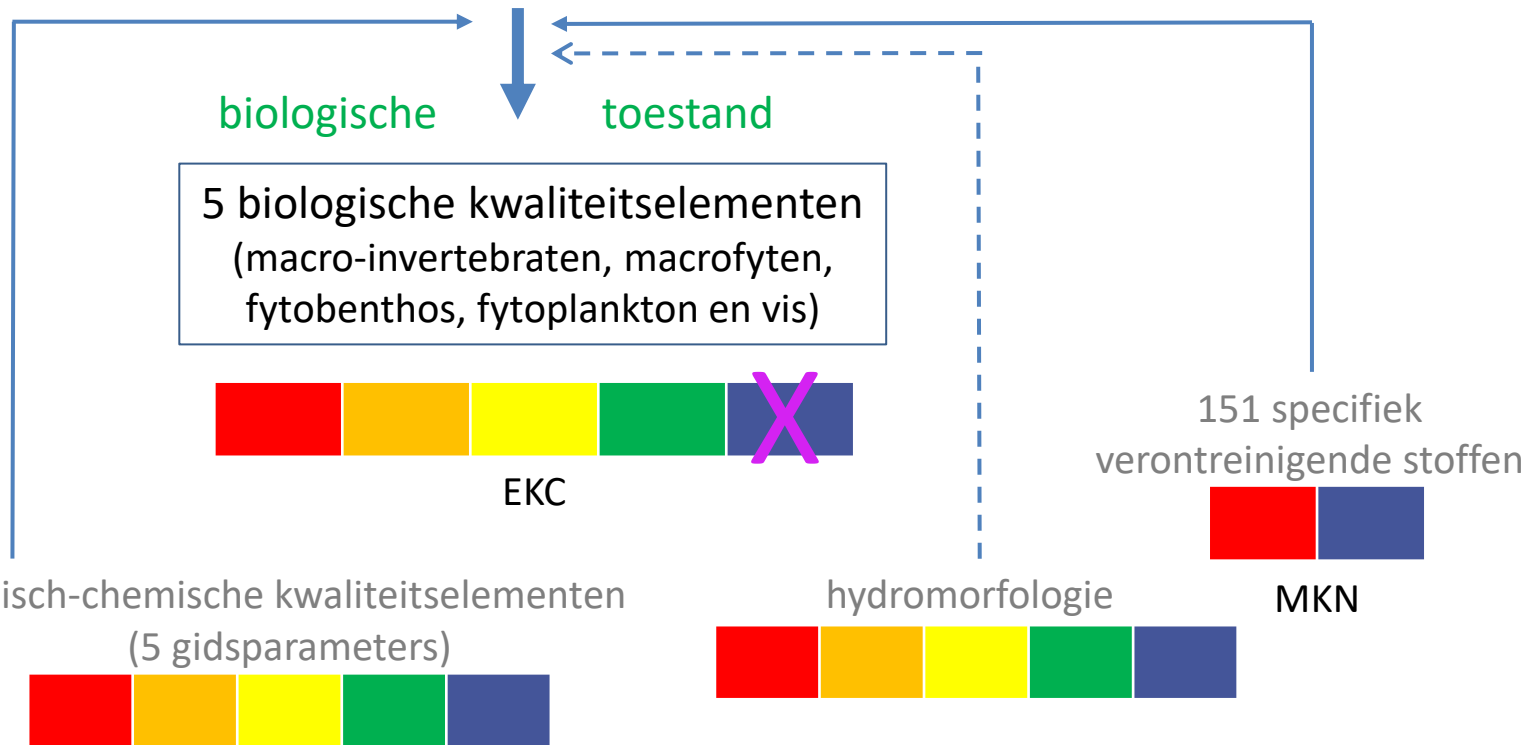 biologische toestand
5 biologische kwaliteitselementen
(macro-invertebraten, macrofyten,
fytobenthos, fytoplankton en vis)
X
EKC
151 specifiek
verontreinigende stoffen
MKN
isch-chemische kwaliteitselementen
(5 gidsparameters)
hydromorfologie